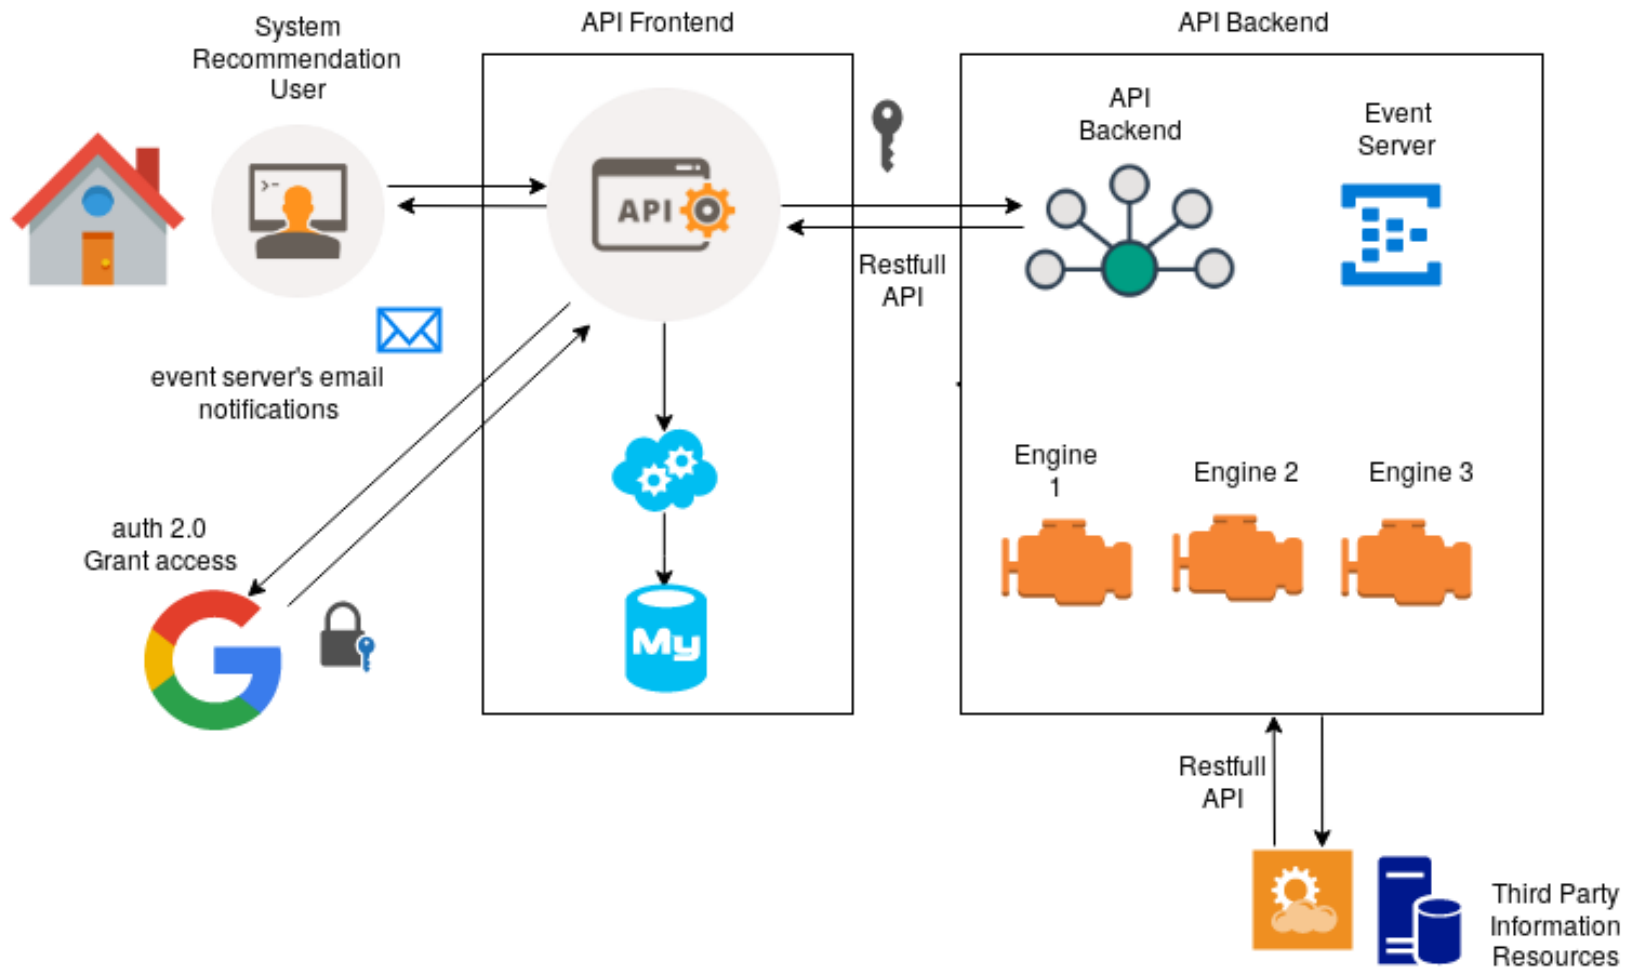 System
Recommendation
User
API Frontend
API Backend
API
Backend
Event
Server
>-
API
Restfull
API
event server's email
notifications
Engine
1
Engine 2
Engine 3
auth 2.0
Grant access
My
Restfull
API
Third Party
Information
Resources